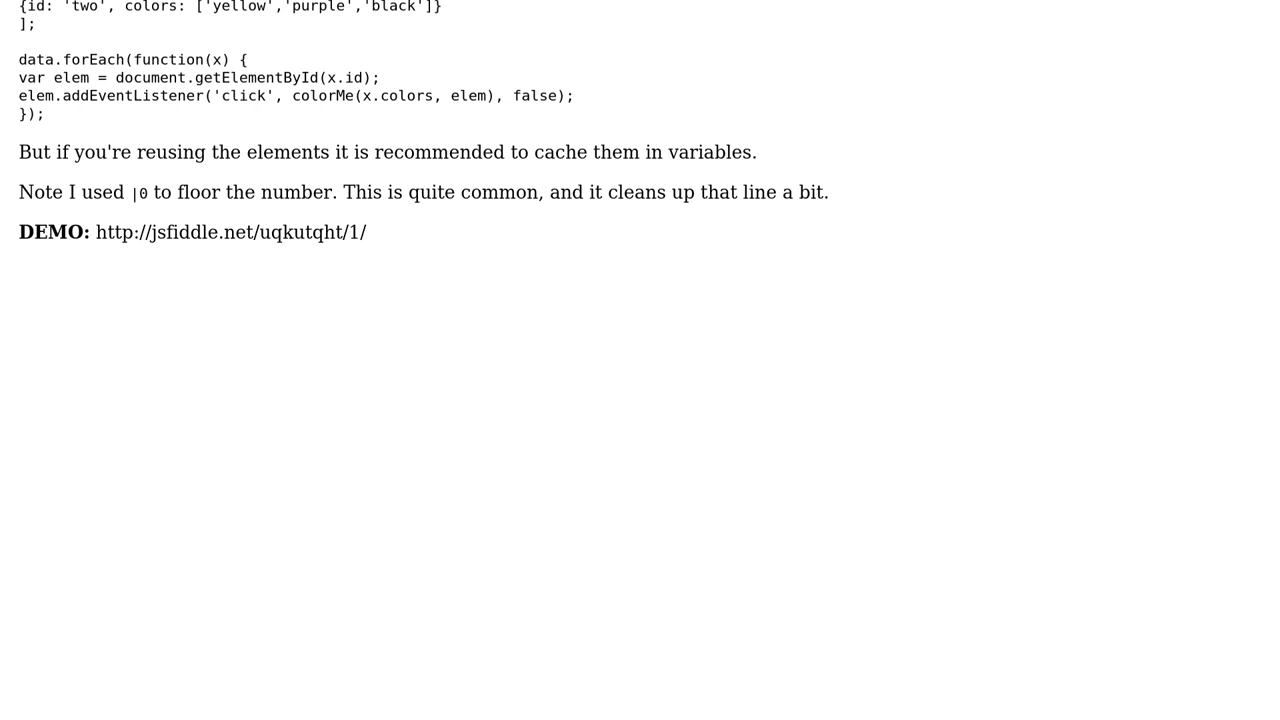 {id: 'two', colors: ['yellow','purple','black']}
];
data.forEach(function(x) {
var elem = document.getElementById(x.id);
elem.addEventListener('click', colorMe(x.colors, elem), false);
});
But if you're reusing the elements it is recommended to cache them in variables.
Note I used |0 to floor the number. This is quite common, and it cleans up that line a bit.
DEMO: http://jsfiddle.net/uqkutqht/1/